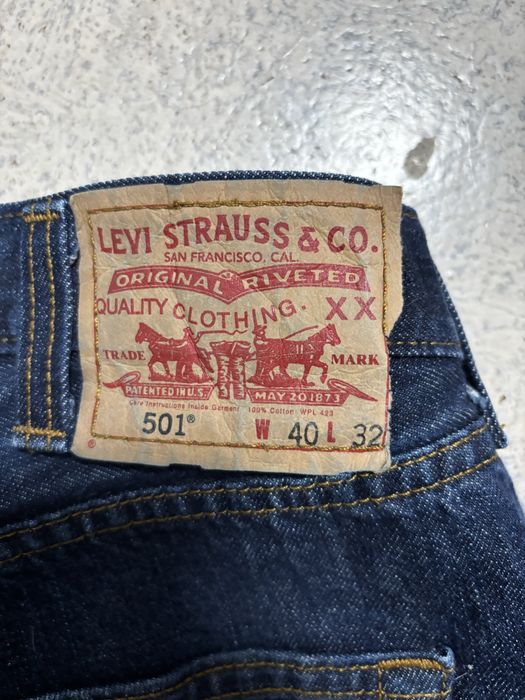 LEVI STRAUSS & CO.
SAN FRANCISCO, CAL.
ORIGINAL RIVETED
QUALITY CLOTHING. XX
TRADE MARK
PATENTED IN U.S. MAY 20 1873
Care Instructions Inside Garment 100% Cotton WPL 423
501® W 40 L 32
®